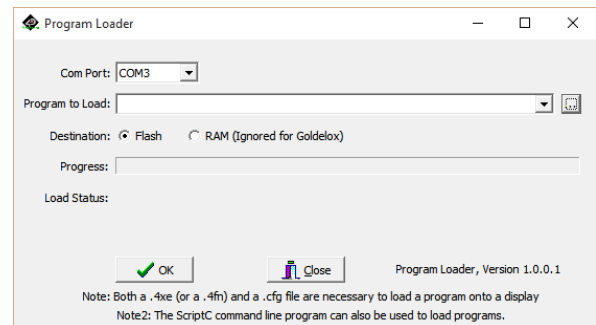 Program Loader
Com Port: COM3
Program to Load:
Destination: Flash RAM (Ignored for Goldelox)
Progress:
Load Status:
OK Close Program Loader, Version 1.0.0.1
Note: Both a .4xe (or a .4fn) and a .cfg file are necessary to load a program onto a display
Note2: The ScriptC command line program can also be used to load programs.